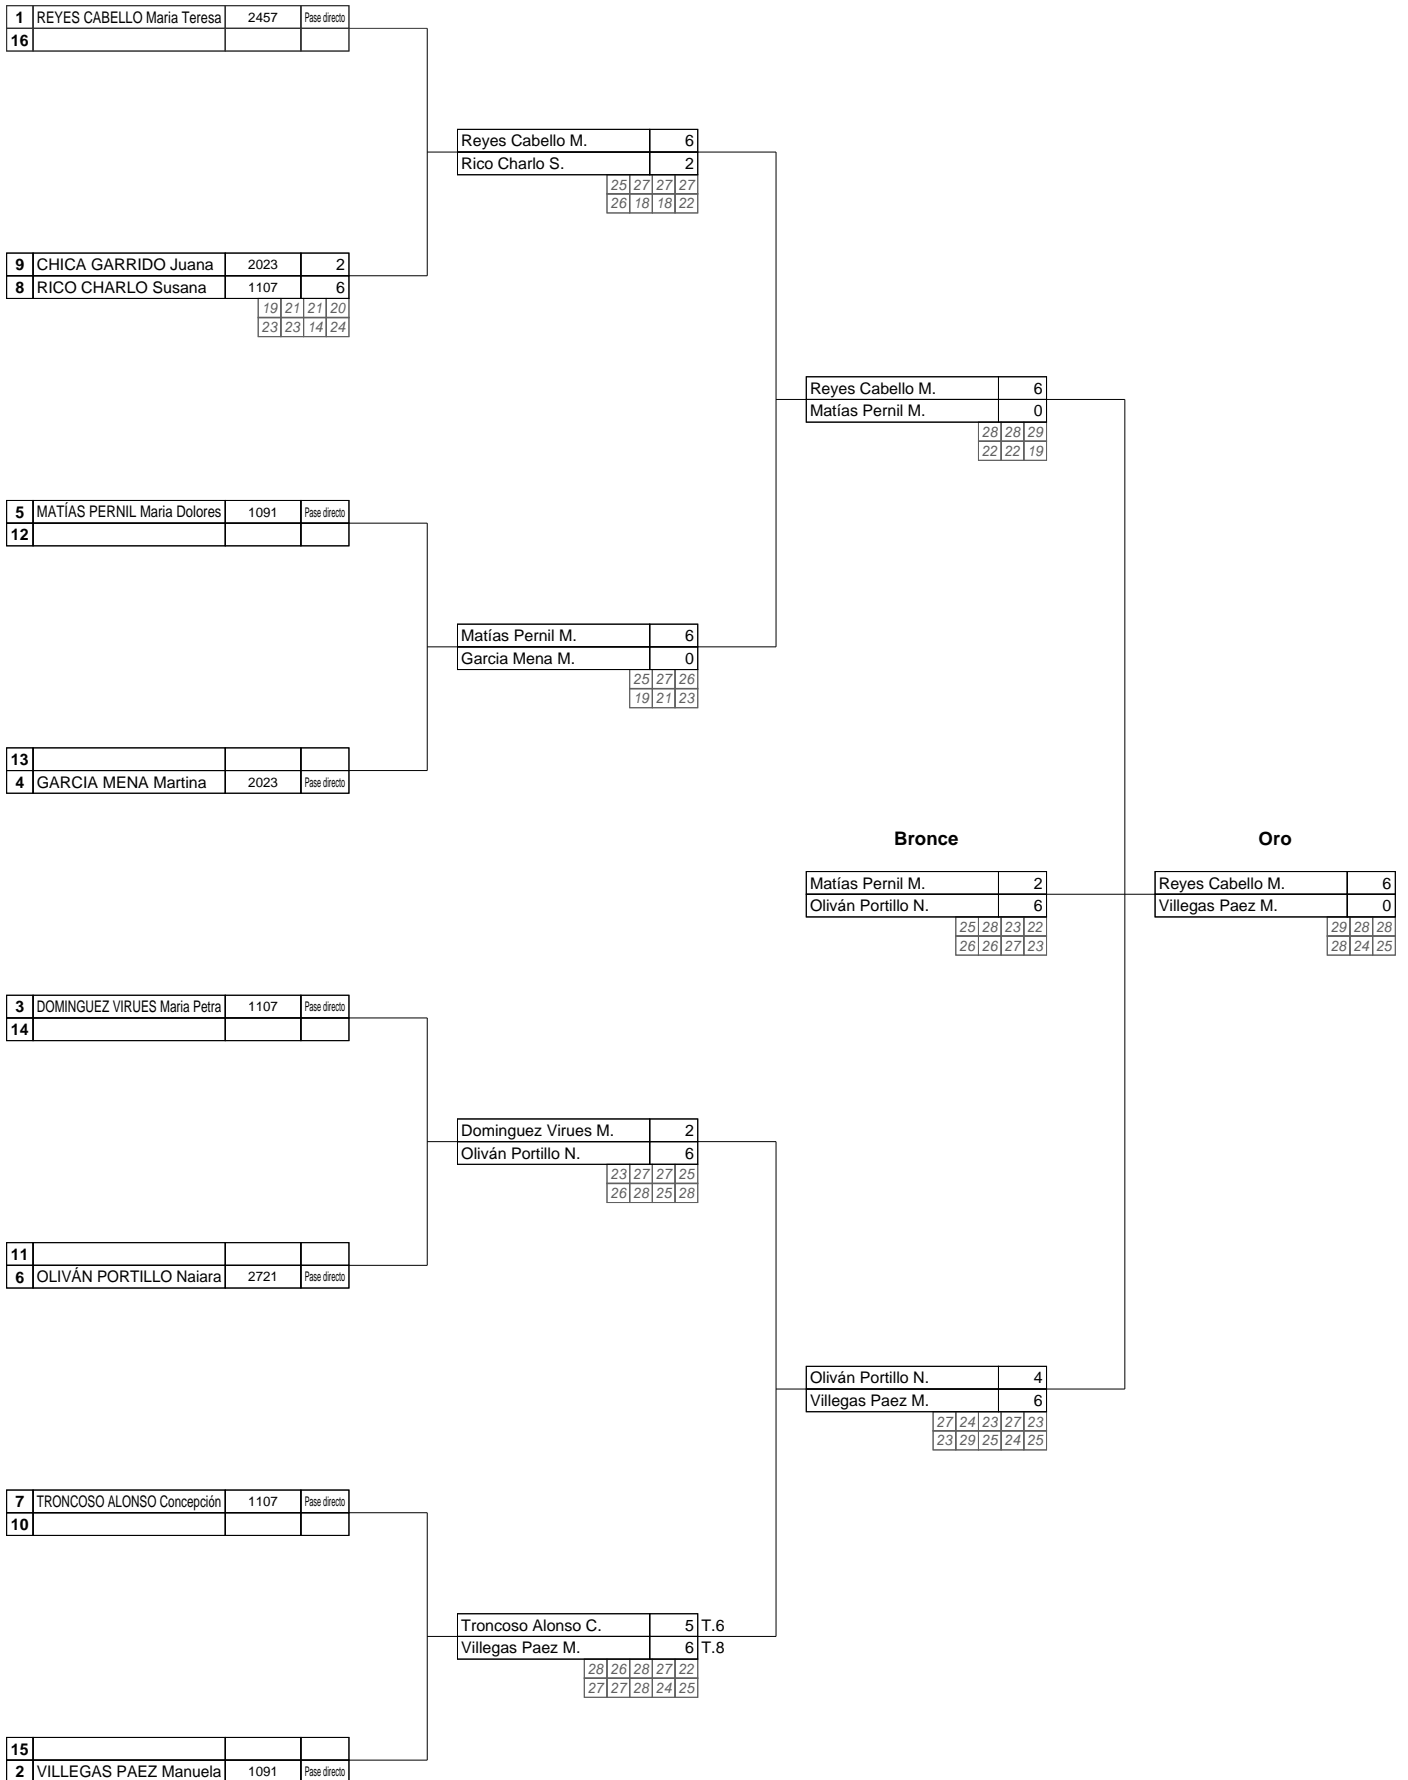 1 REYES CABELLO Maria Teresa 2457 Pase directo
16
Reyes Cabello M. 6
Rico Charlo S. 2
25 27 27 27
26 18 18 22
9 CHICA GARRIDO Juana 2023 2
8 RICO CHARLO Susana 1107 6
19 21 21 20
23 23 14 24
Reyes Cabello M. 6
Matías Pernil M. 0
28 28 29
22 22 19
5 MATÍAS PERNIL Maria Dolores 1091 Pase directo
12
Matías Pernil M. 6
Garcia Mena M. 0
25 27 26
19 21 23
13
4 GARCIA MENA Martina 2023 Pase directo
Bronce Oro
Matías Pernil M. 2 Reyes Cabello M. 6
Oliván Portillo N. 6 Villegas Paez M. 0
25 28 23 22 29 28 28
26 26 27 23 28 24 25
3 DOMINGUEZ VIRUES Maria Petra 1107 Pase directo
14
Dominguez Virues M. 2
Oliván Portillo N. 6
23 27 27 25
26 28 25 28
11
6 OLIVÁN PORTILLO Naiara 2721 Pase directo
Oliván Portillo N. 4
Villegas Paez M. 6
27 24 23 27 23
23 29 25 24 25
7 TRONCOSO ALONSO Concepción 1107 Pase directo
10
Troncoso Alonso C. 5 T.6
Villegas Paez M. 6 T.8
28 26 28 27 22
27 27 28 24 25
15
2 VILLEGAS PAEZ Manuela 1091 Pase directo